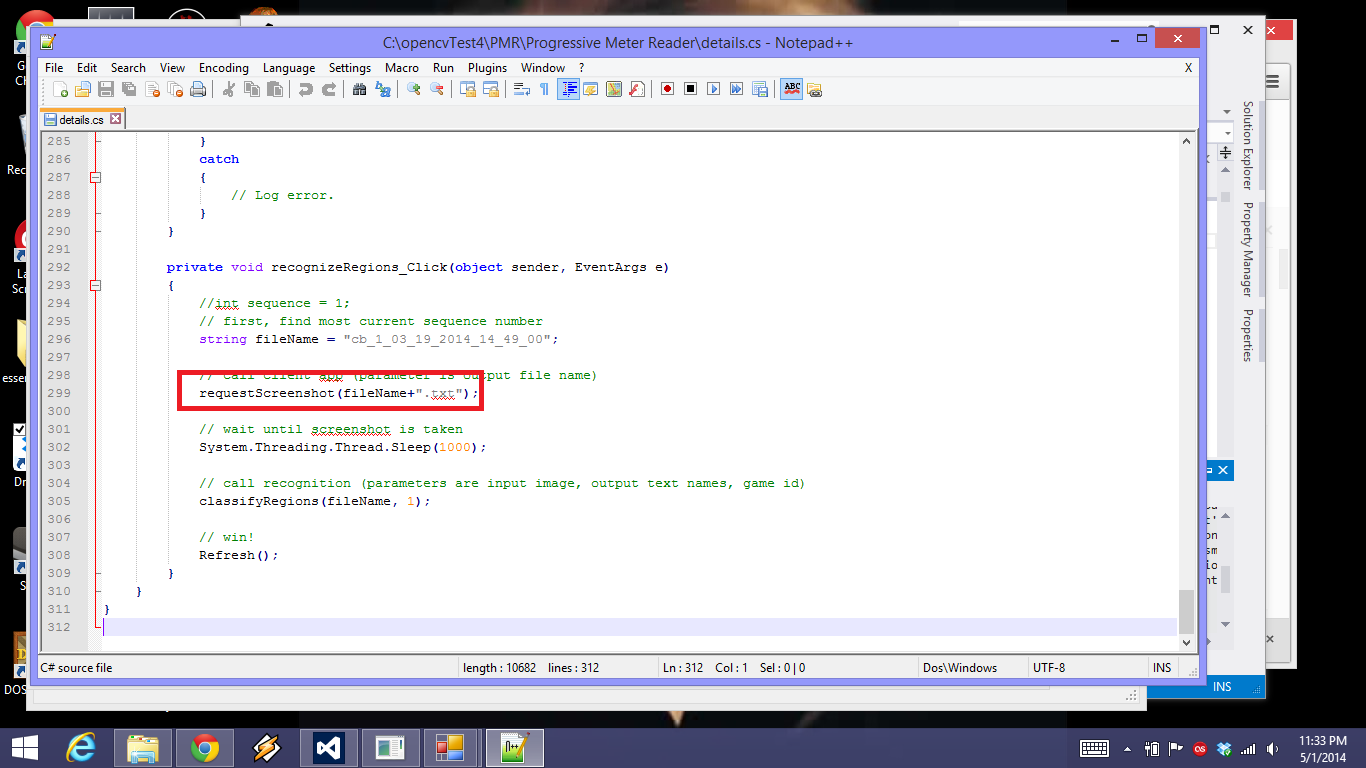 C:\opencvTest4\PMR\Progressive Meter Reader\details.cs - Notepad++
File Edit Search View Encoding Language Settings Macro Run Plugins Window ? X
details.cs
285 }
286 catch
287 {
288 // Log error.
289 }
290 }
291
292 private void recognizeRegions_Click(object sender, EventArgs e)
293 {
294 //int sequence = 1;
295 // first, find most current sequence number
296 string fileName = "cb_1_03_19_2014_14_49_00";
297
298 // call client app (parameter is output file name)
299 requestScreenshot(fileName+".txt");
300
301 // wait until screenshot is taken
302 System.Threading.Thread.Sleep(1000);
303
304 // call recognition (parameters are input image, output text names, game id)
305 classifyRegions(fileName, 1);
306
307 // win!
308 Refresh();
309 }
310 }
311 }
312
C# source file length : 10682 lines : 312 Ln : 312 Col : 1 Sel : 0 | 0 Dos\Windows UTF-8 INS
Solution Explorer
Property Manager
Properties
INS
11:33 PM
5/1/2014